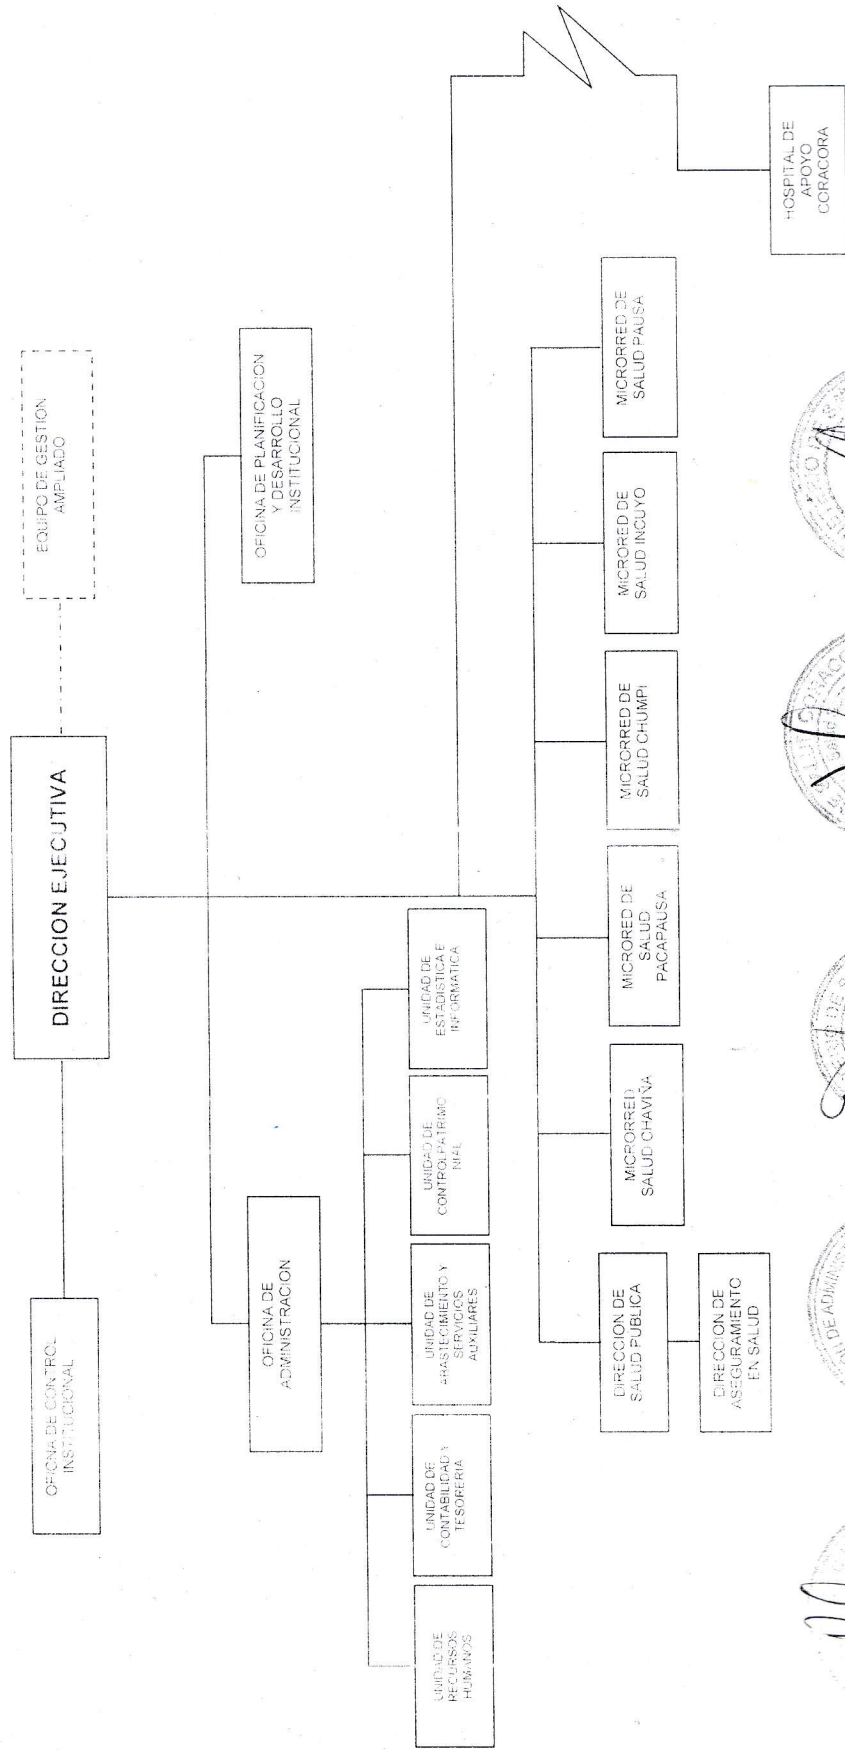 EQUIPO DE GESTION
AMPLIADO
DIRECCION EJECUTIVA
OFICNA DE CONTROL
INSTITUCIONAL
OFICINA DE PLANIFICACION
Y DESARROLLO
INSTITUCIONAL
OFICINA DE
ADMINISTRACION
UNIDAD DE
RECURSOS
HUMANOS
UNIDAD DE
CONTABILIDAD Y
TESORERIA
UNIDAD DE
ABASTECIMIENTO Y
SERVICIOS
AUXILIARES
UNIDAD DE
CONTROL PATRIMO
NIAL
UNIDAD DE
ESTADISTICA E
INFORMATICA
DIRECCION DE
SALUD PUBLICA
DIRECCION DE
ASEGURAMIENTO
EN SALUD
MICRORRED
SALUD CHAVIÑA
MICRORED DE
SALUD
PACAPAUSA
MICRORRED DE
SALUD CHUMPI
MICRORED DE
SALUD INCUYO
MICRORRED DE
SALUD PAUSA
HOSPITAL DE
APOYO
CORACORA
DE ADMINIS